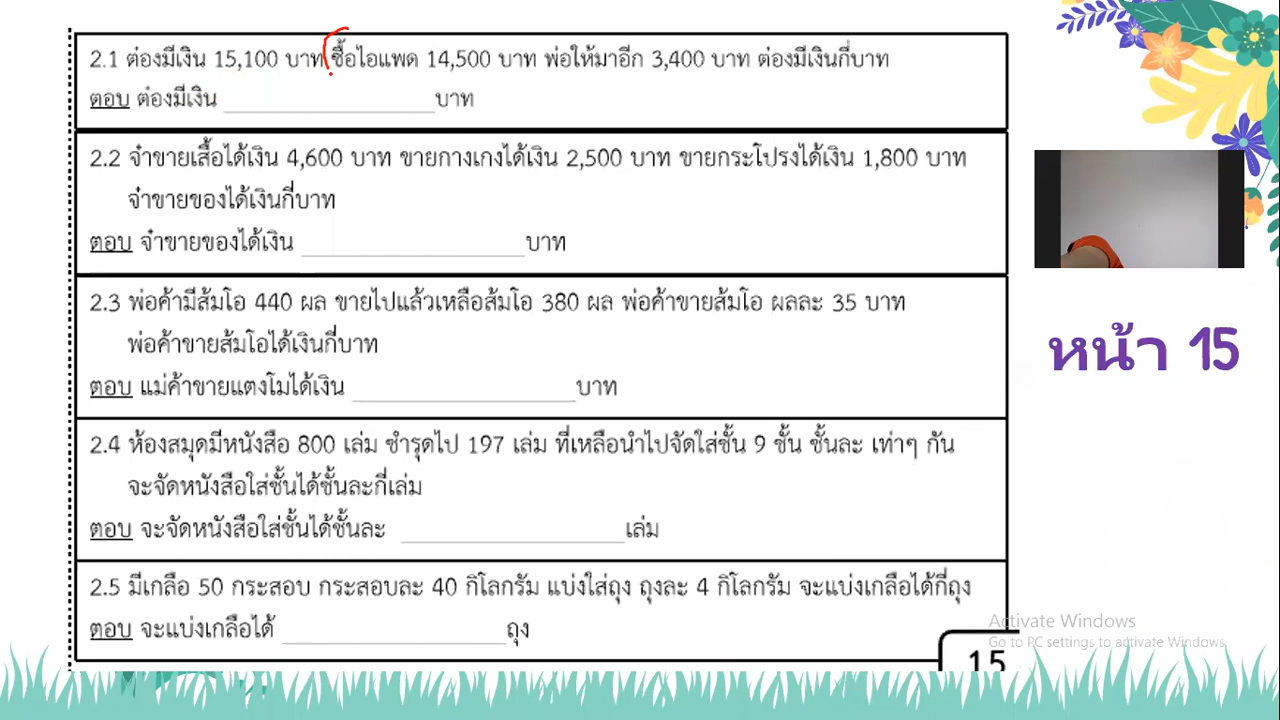 2.1 ต่องมีเงิน 15,100 บาท ซื้อไอแพด 14,500 บาท พ่อให้มาอีก 3,400 บาท ต่องมีเงินกี่บาท
ตอบ ต่องมีเงิน ____________________ บาท
2.2 จ๋าขายเสื้อได้เงิน 4,600 บาท ขายกางเกงได้เงิน 2,500 บาท ขายกระโปรงได้เงิน 1,800 บาท
จ๋าขายของได้เงินกี่บาท
ตอบ จ๋าขายของได้เงิน ____________________ บาท
2.3 พ่อค้ามีส้มโอ 440 ผล ขายไปแล้วเหลือส้มโอ 380 ผล พ่อค้าขายส้มโอ ผลละ 35 บาท
พ่อค้าขายส้มโอได้เงินกี่บาท
ตอบ แม่ค้าขายแตงโมได้เงิน ____________________ บาท
2.4 ห้องสมุดมีหนังสือ 800 เล่ม ชำรุดไป 197 เล่ม ที่เหลือนำไปจัดใส่ชั้น 9 ชั้น ชั้นละ เท่าๆ กัน
จะจัดหนังสือใส่ชั้นได้ชั้นละกี่เล่ม
ตอบ จะจัดหนังสือใส่ชั้นได้ชั้นละ ____________________ เล่ม
2.5 มีเกลือ 50 กระสอบ กระสอบละ 40 กิโลกรัม แบ่งใส่ถุง ถุงละ 4 กิโลกรัม จะแบ่งเกลือได้กี่ถุง
ตอบ จะแบ่งเกลือได้ ____________________ ถุง
15
หน้า 15
Activate Windows
Go to PC settings to activate Windows.